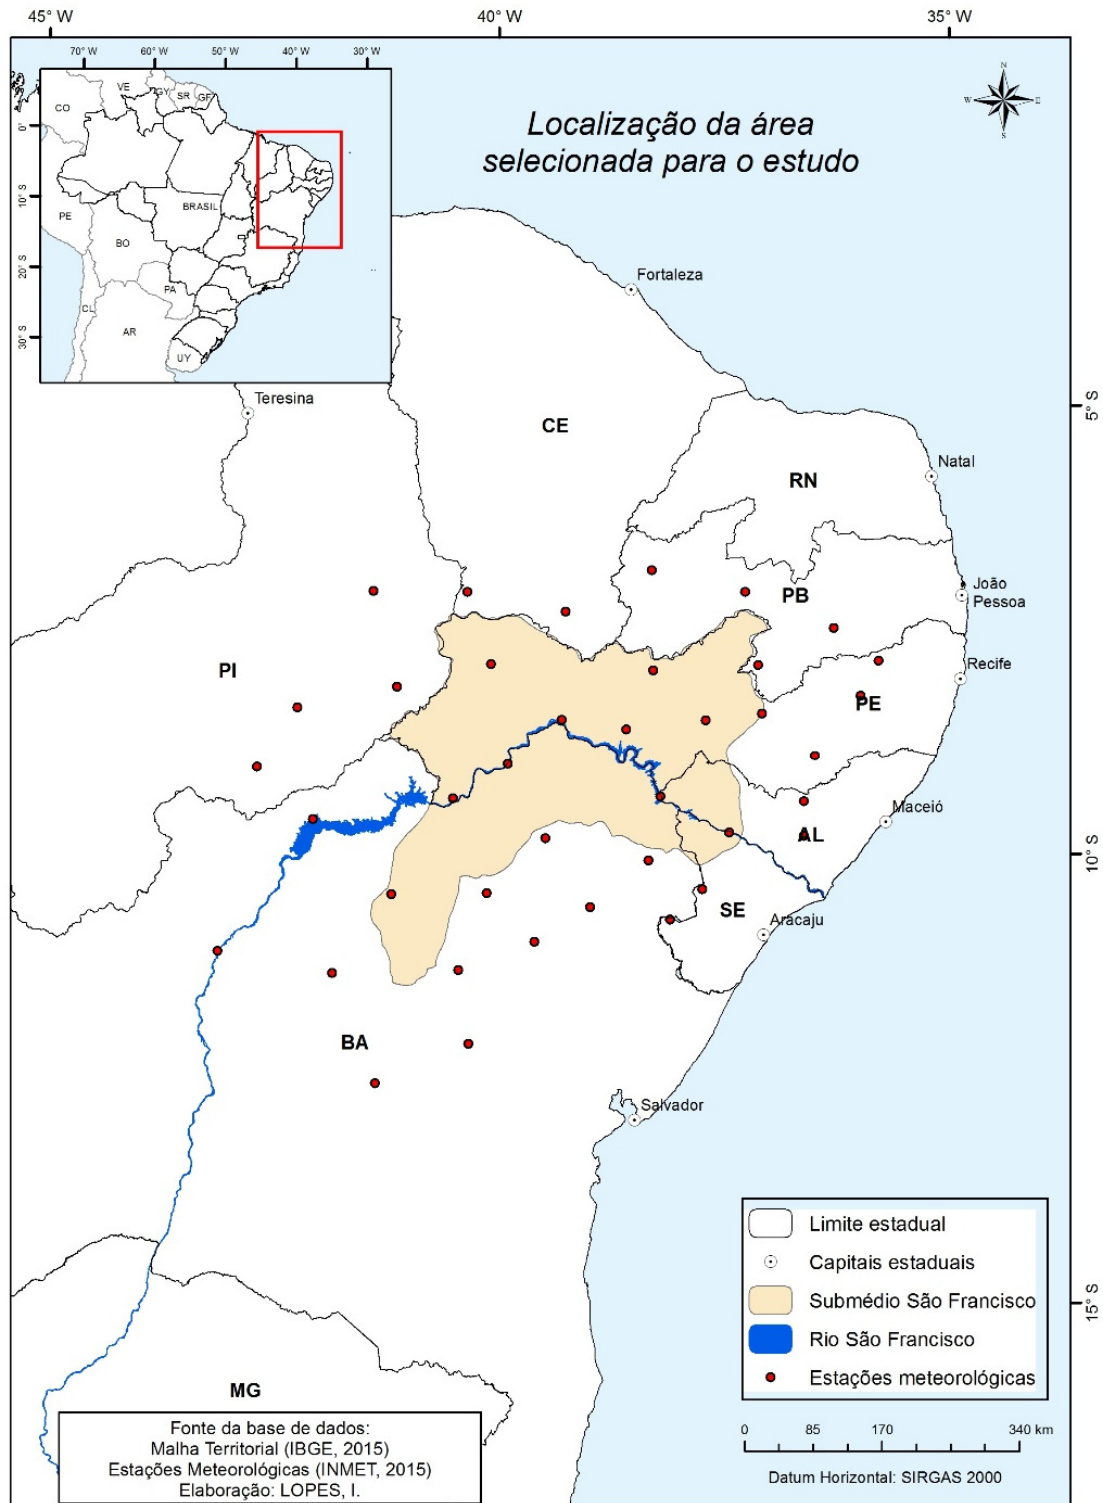 45° W
40° W
35° W
70° W
60° W
50° W
40° W
30° W
0°
10° S
20° S
30° S
CO
VE
GY
SR
GF
PE
BRASIL
BO
PA
CL
AR
UY
Localização da área
selecionada para o estudo
N
W
E
S
Fortaleza
Teresina
CE
5° S
Natal
RN
João
Pessoa
PB
PI
Recife
PE
Maceió
AL
10° S
SE
Aracaju
BA
Salvador
MG
15° S
Limite estadual
Capitais estaduais
Submédio São Francisco
Rio São Francisco
Estações meteorológicas
0 85 170 340 km
Datum Horizontal: SIRGAS 2000
Fonte da base de dados:
Malha Territorial (IBGE, 2015)
Estações Meteorológicas (INMET, 2015)
Elaboração: LOPES, I.